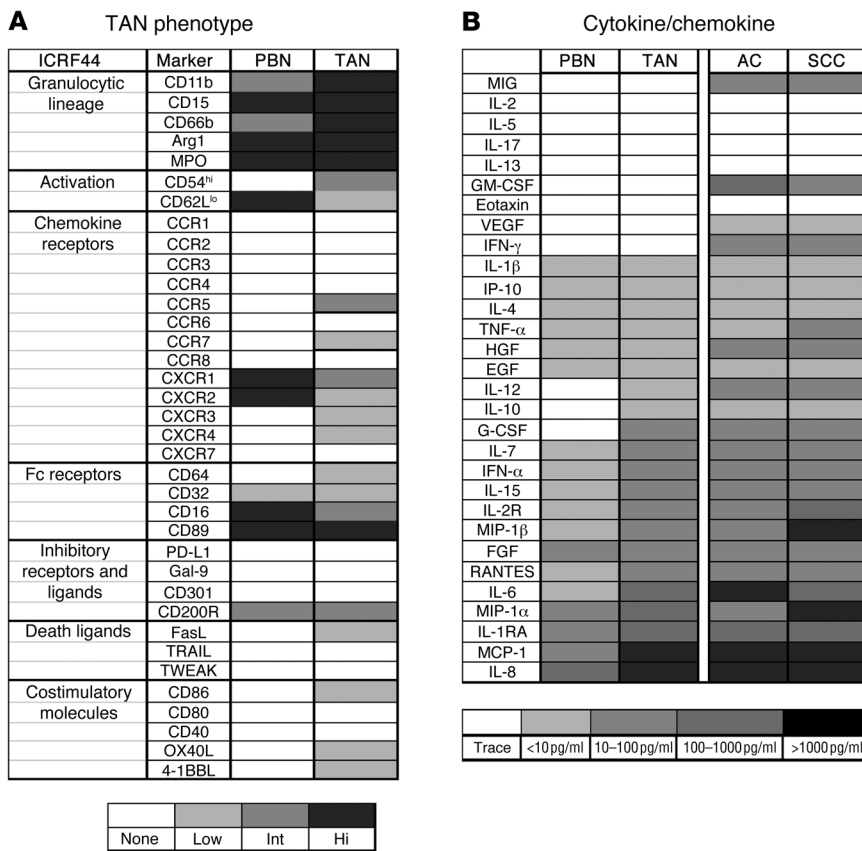 A TAN phenotype
ICRF44 Marker PBN TAN
Granulocytic CD11b
lineage CD15
CD66b
Arg1
MPO
Activation CD54hi
CD62Llo
Chemokine CCR1
receptors CCR2
CCR3
CCR4
CCR5
CCR6
CCR7
CCR8
CXCR1
CXCR2
CXCR3
CXCR4
CXCR7
Fc receptors CD64
CD32
CD16
CD89
Inhibitory PD-L1
receptors and Gal-9
ligands CD301
CD200R
Death ligands FasL
TRAIL
TWEAK
Costimulatory CD86
molecules CD80
CD40
OX40L
4-1BBL
None Low Int Hi
B Cytokine/chemokine
PBN TAN AC SCC
MIG
IL-2
IL-5
IL-17
IL-13
GM-CSF
Eotaxin
VEGF
IFN-γ
IL-1β
IP-10
IL-4
TNF-α
HGF
EGF
IL-12
IL-10
G-CSF
IL-7
IFN-α
IL-15
IL-2R
MIP-1β
FGF
RANTES
IL-6
MIP-1α
IL-1RA
MCP-1
IL-8
Trace <10 pg/ml 10–100 pg/ml 100–1000 pg/ml >1000 pg/ml